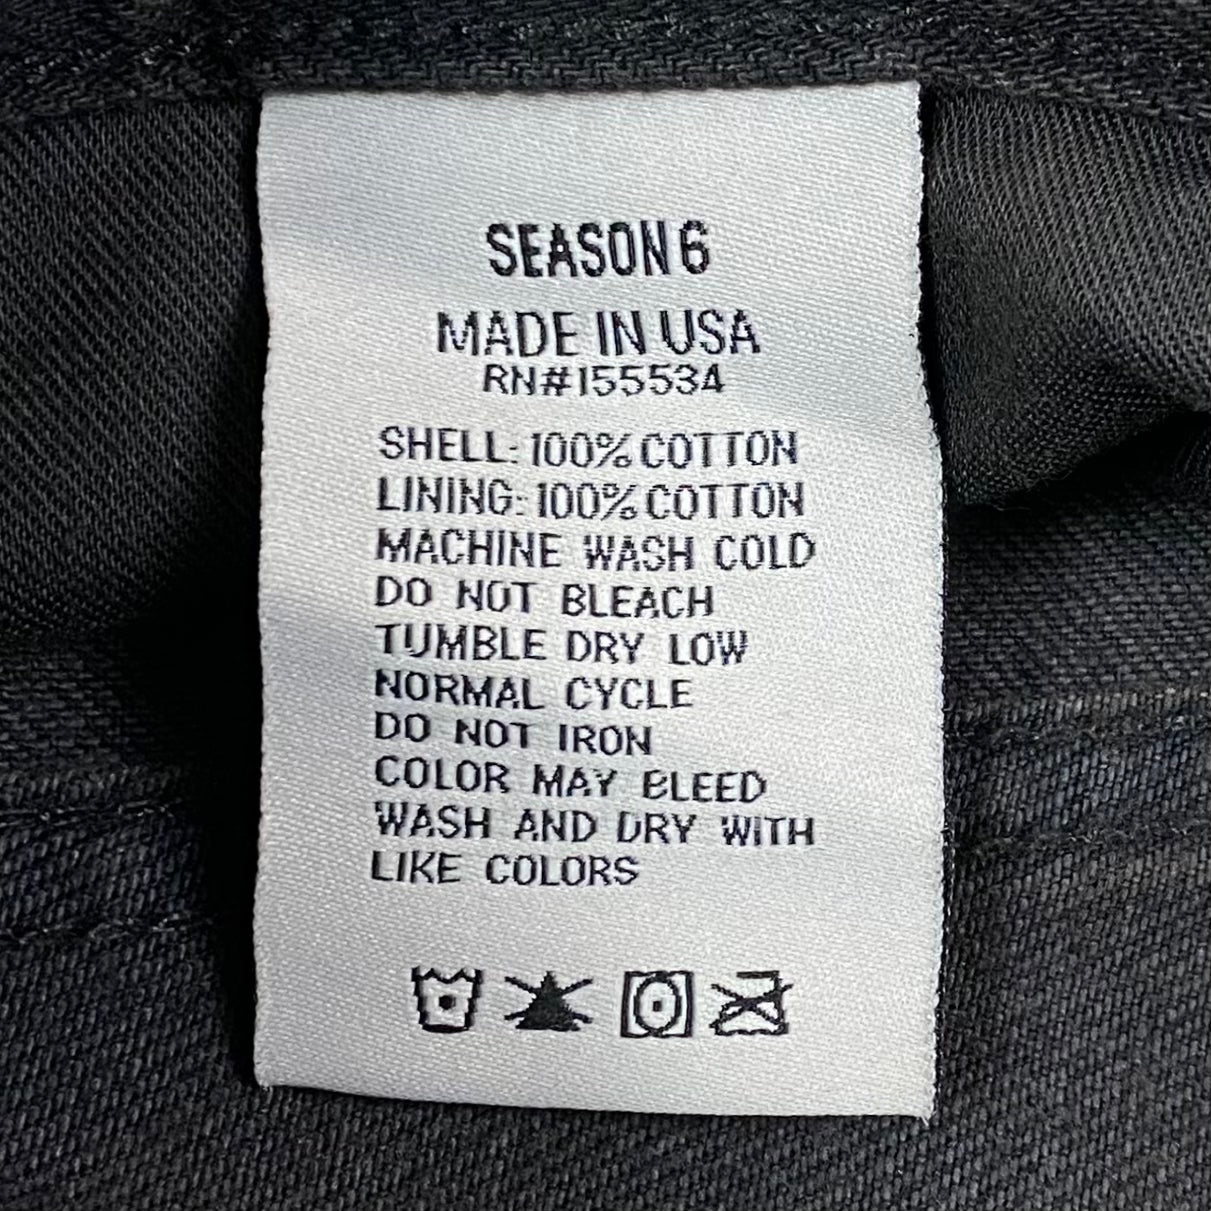 SEASON 6
MADE IN USA
RN#155534
SHELL: 100% COTTON
LINING: 100% COTTON
MACHINE WASH COLD
DO NOT BLEACH
TUMBLE DRY LOW
NORMAL CYCLE
DO NOT IRON
COLOR MAY BLEED
WASH AND DRY WITH
LIKE COLORS